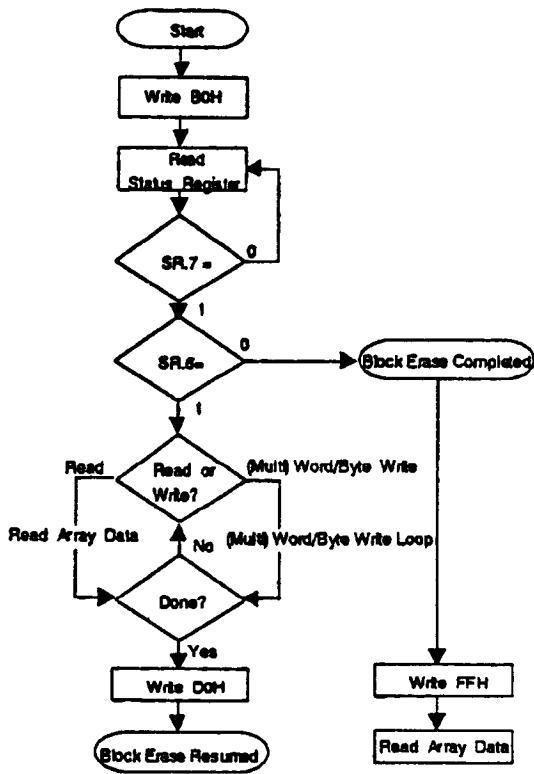 Start
Write B0H
Read
Status Register
SR.7 =
0
1
SR.6=
0
Block Erase Completed
1
Read
Read or
Write?
(Multi) Word/Byte Write
Read Array Data
No
(Multi) Word/Byte Write Loop
Done?
Yes
Write D0H
Write FFH
Block Erase Resumed
Read Array Data